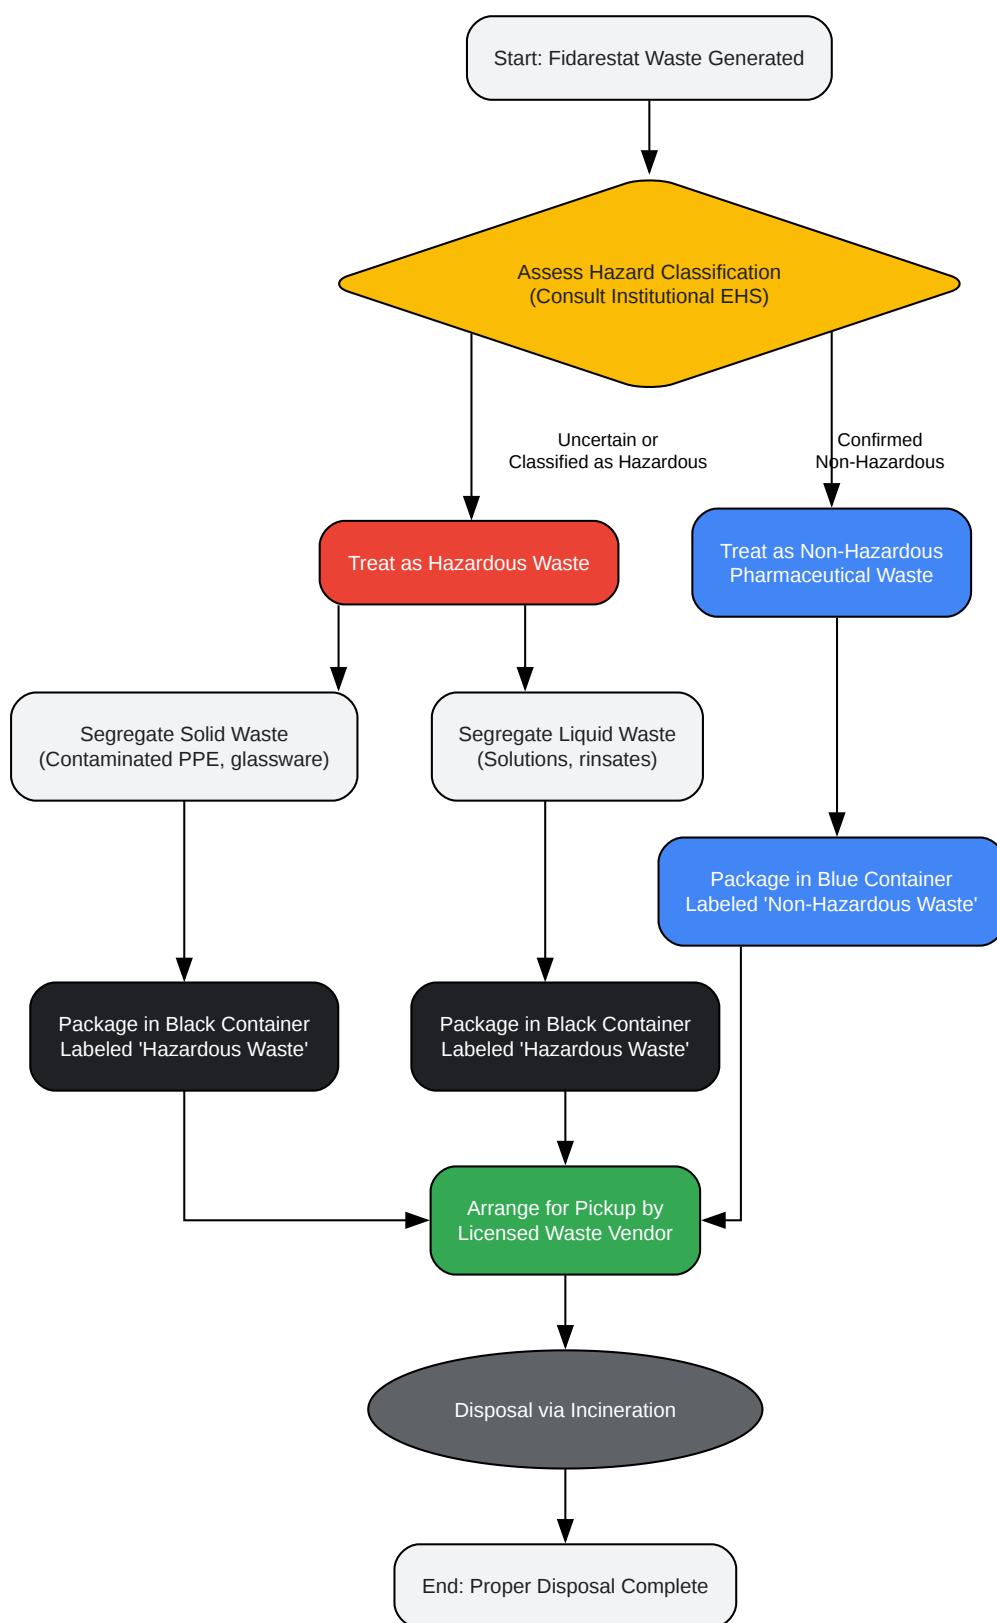 Start: Fidarestat Waste Generated
Assess Hazard Classification
(Consult Institutional EHS)
Uncertain or
Classified as Hazardous
Confirmed
Non-Hazardous
Treat as Hazardous Waste
Treat as Non-Hazardous
Pharmaceutical Waste
Segregate Solid Waste
(Contaminated PPE, glassware)
Segregate Liquid Waste
(Solutions, rinsates)
Package in Blue Container
Labeled 'Non-Hazardous Waste'
Package in Black Container
Labeled 'Hazardous Waste'
Package in Black Container
Labeled 'Hazardous Waste'
Arrange for Pickup by
Licensed Waste Vendor
Disposal via Incineration
End: Proper Disposal Complete